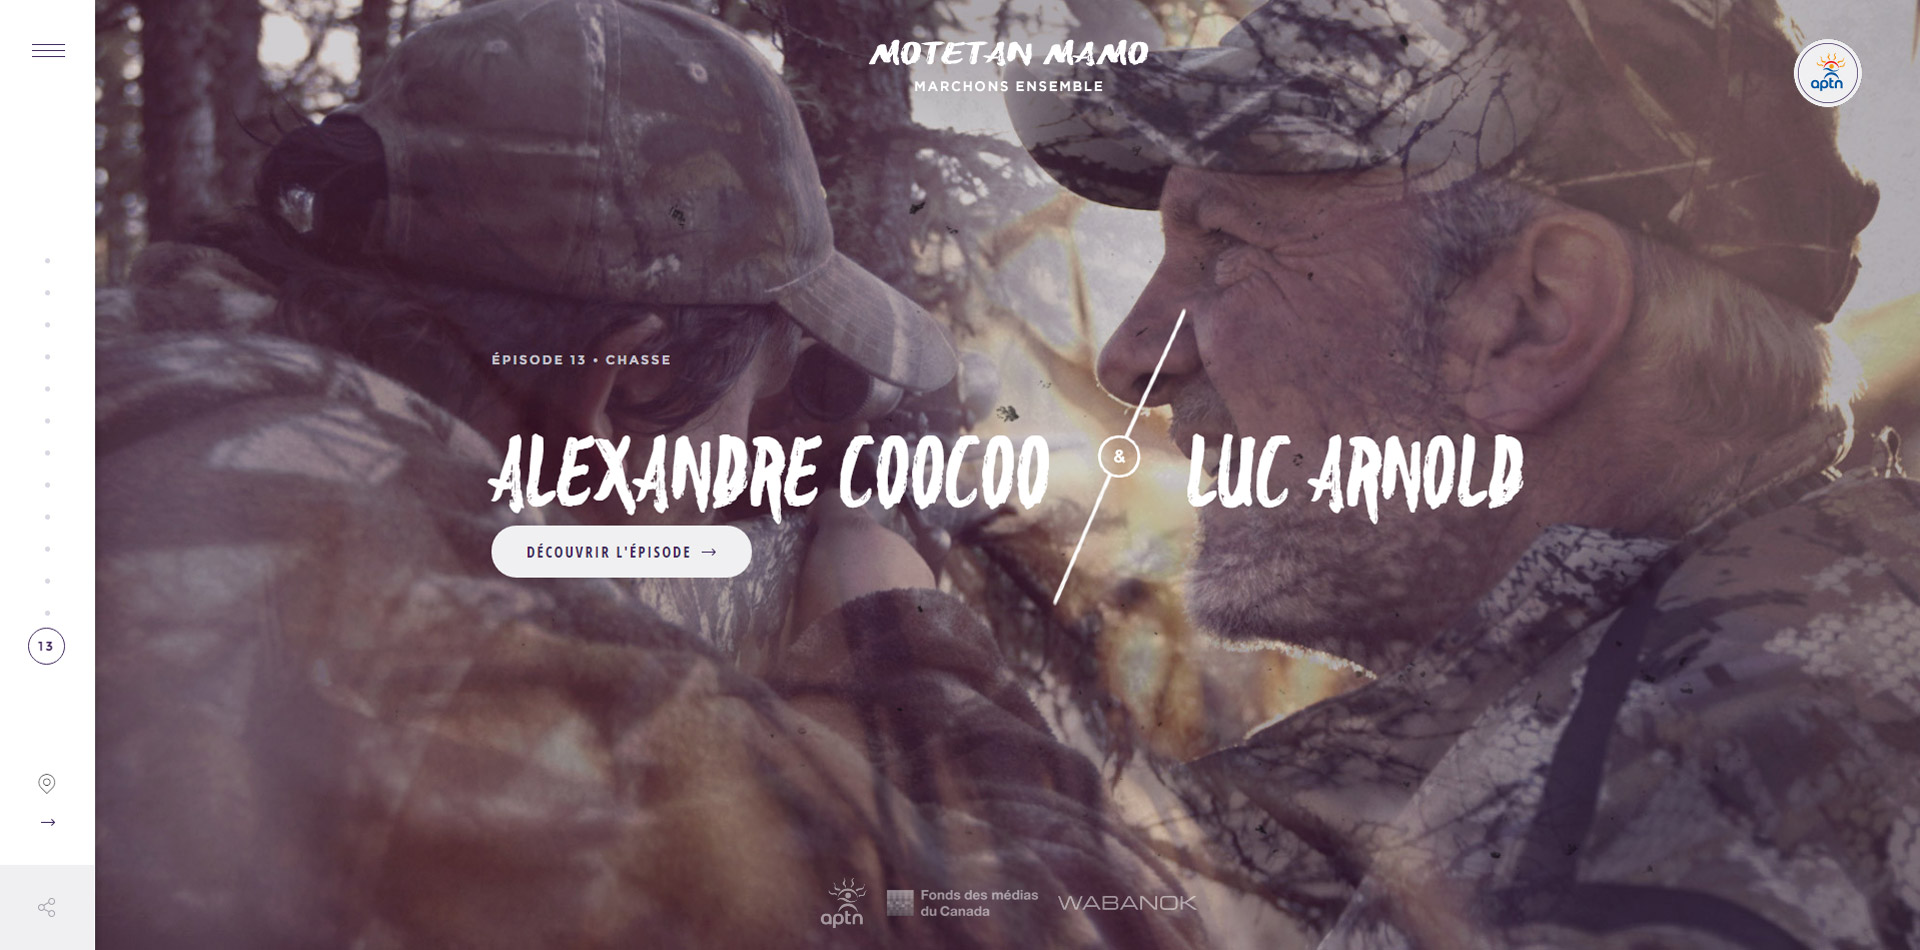 MOTETAN MAMO
MARCHONS ENSEMBLE
aptn
ÉPISODE 13 • CHASSE
ALEXANDRE COOCOO & LUC ARNOLD
DÉCOUVRIR L'ÉPISODE →
13
aptn
Fonds des médias
du Canada
WABANOK